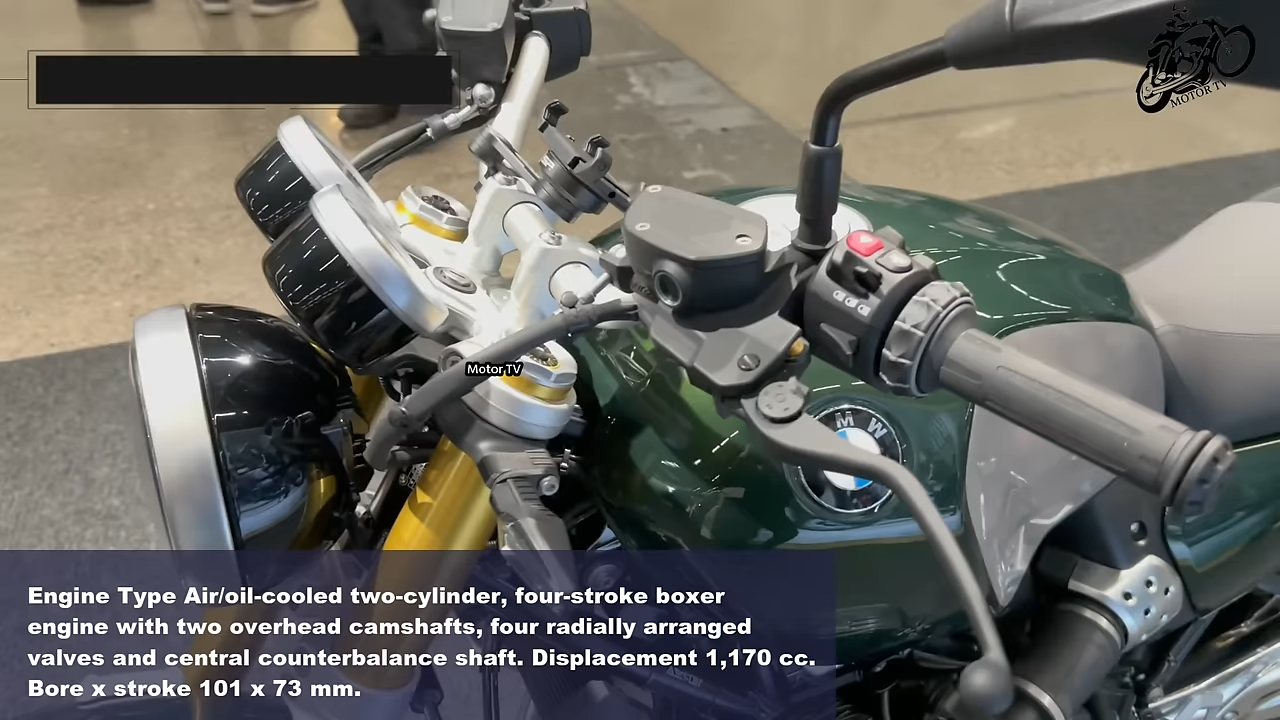 MOTOR TV
Motor TV
BMW
Engine Type Air/oil-cooled two-cylinder, four-stroke boxer
engine with two overhead camshafts, four radially arranged
valves and central counterbalance shaft. Displacement 1,170 cc.
Bore x stroke 101 x 73 mm.